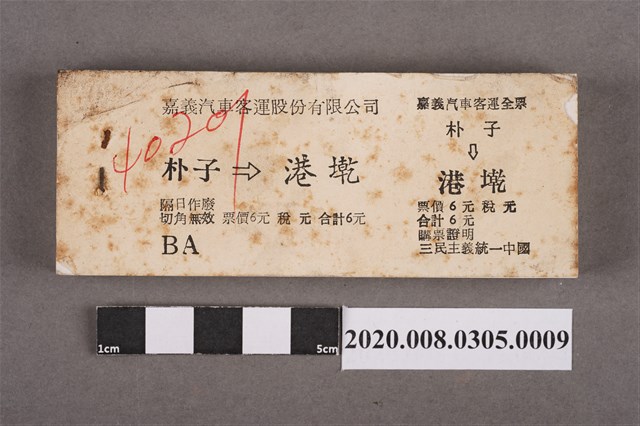 嘉義汽車客運股份有限公司
40201
朴子⇨港墘
隔日作廢
切角無效 票價6元 稅 元 合計6元
BA
嘉義汽車客運全票
朴子
⇩
港墘
票價 6 元 稅 元
合計 6 元
購票證明
三民主義統一中國
1cm 5cm
2020.008.0305.0009